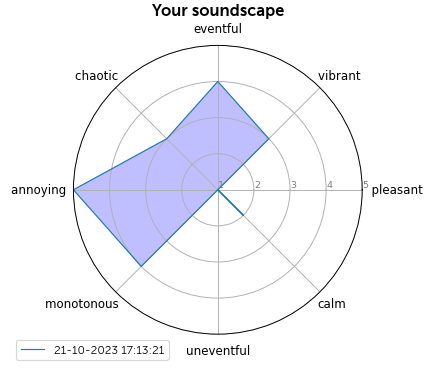 Your soundscape
eventful
chaotic
vibrant
annoying
1 2 3 4 5
pleasant
monotonous
calm
uneventful
21-10-2023 17:13:21